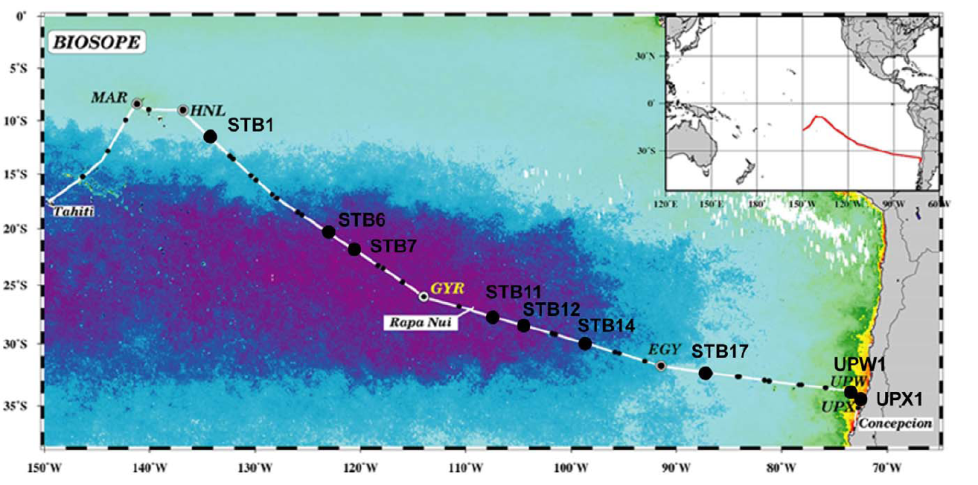 0°
BIOSOPE
5°S
MAR
HNL
10°S
STB1
15°S
Tahiti
20°S
STB6
STB7
25°S
GYR
STB11
STB12
Rapa Nui
STB14
30°S
EGY
STB17
UPW1
UPW
UPX1
UPX
35°S
Concepcion
150°W
140°W
130°W
120°W
110°W
100°W
90°W
80°W
70°W
30°N
0°
30°S
120°E
150°E
180°
150°W
120°W
90°W
60°W